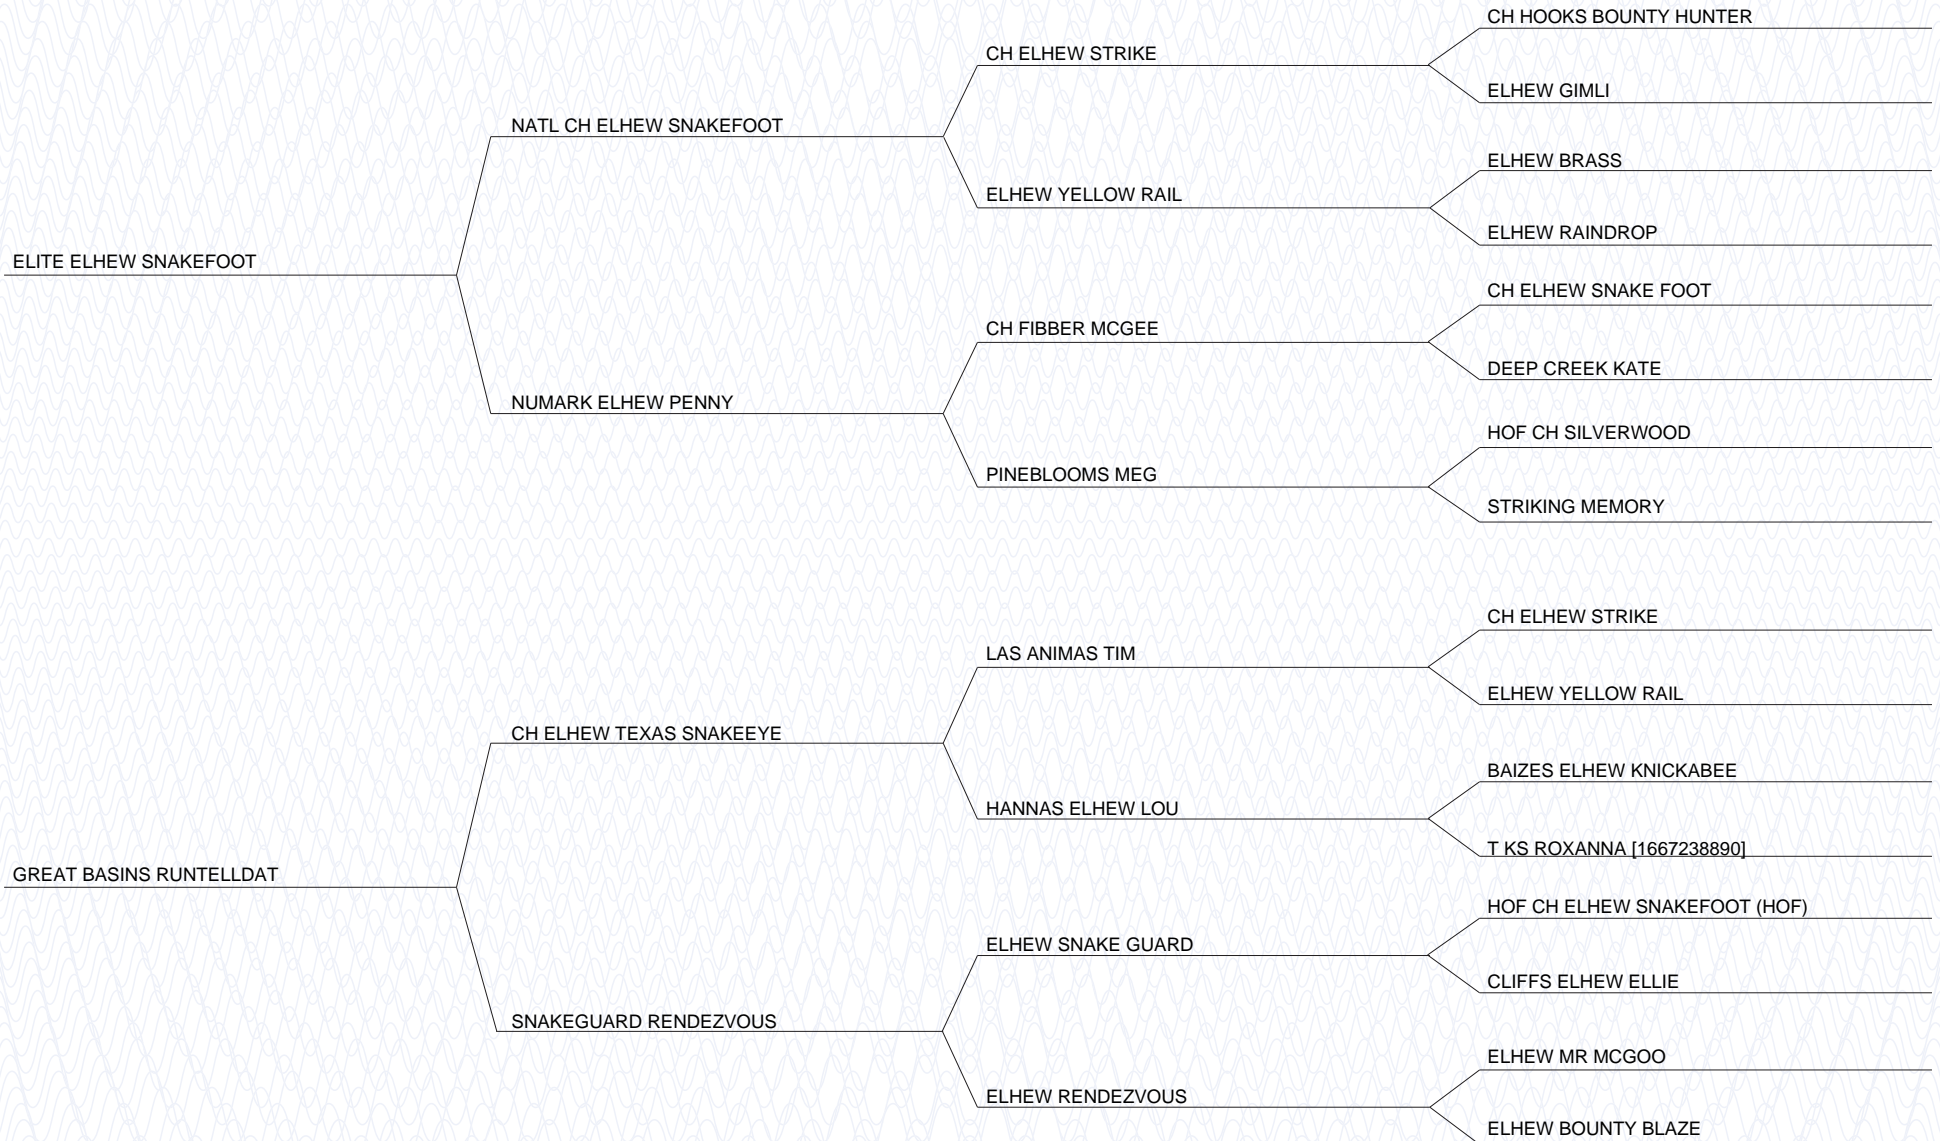 CH HOOKS BOUNTY HUNTER
CH ELHEW STRIKE
ELHEW GIMLI
NATL CH ELHEW SNAKEFOOT
ELHEW BRASS
ELHEW YELLOW RAIL
ELHEW RAINDROP
ELITE ELHEW SNAKEFOOT
CH ELHEW SNAKE FOOT
CH FIBBER MCGEE
DEEP CREEK KATE
NUMARK ELHEW PENNY
HOF CH SILVERWOOD
PINEBLOOMS MEG
STRIKING MEMORY
CH ELHEW STRIKE
LAS ANIMAS TIM
ELHEW YELLOW RAIL
CH ELHEW TEXAS SNAKEEYE
BAIZES ELHEW KNICKABEE
HANNAS ELHEW LOU
T KS ROXANNA [1667238890]
GREAT BASINS RUNTELLDAT
HOF CH ELHEW SNAKEFOOT (HOF)
ELHEW SNAKE GUARD
CLIFFS ELHEW ELLIE
SNAKEGUARD RENDEZVOUS
ELHEW MR MCGOO
ELHEW RENDEZVOUS
ELHEW BOUNTY BLAZE